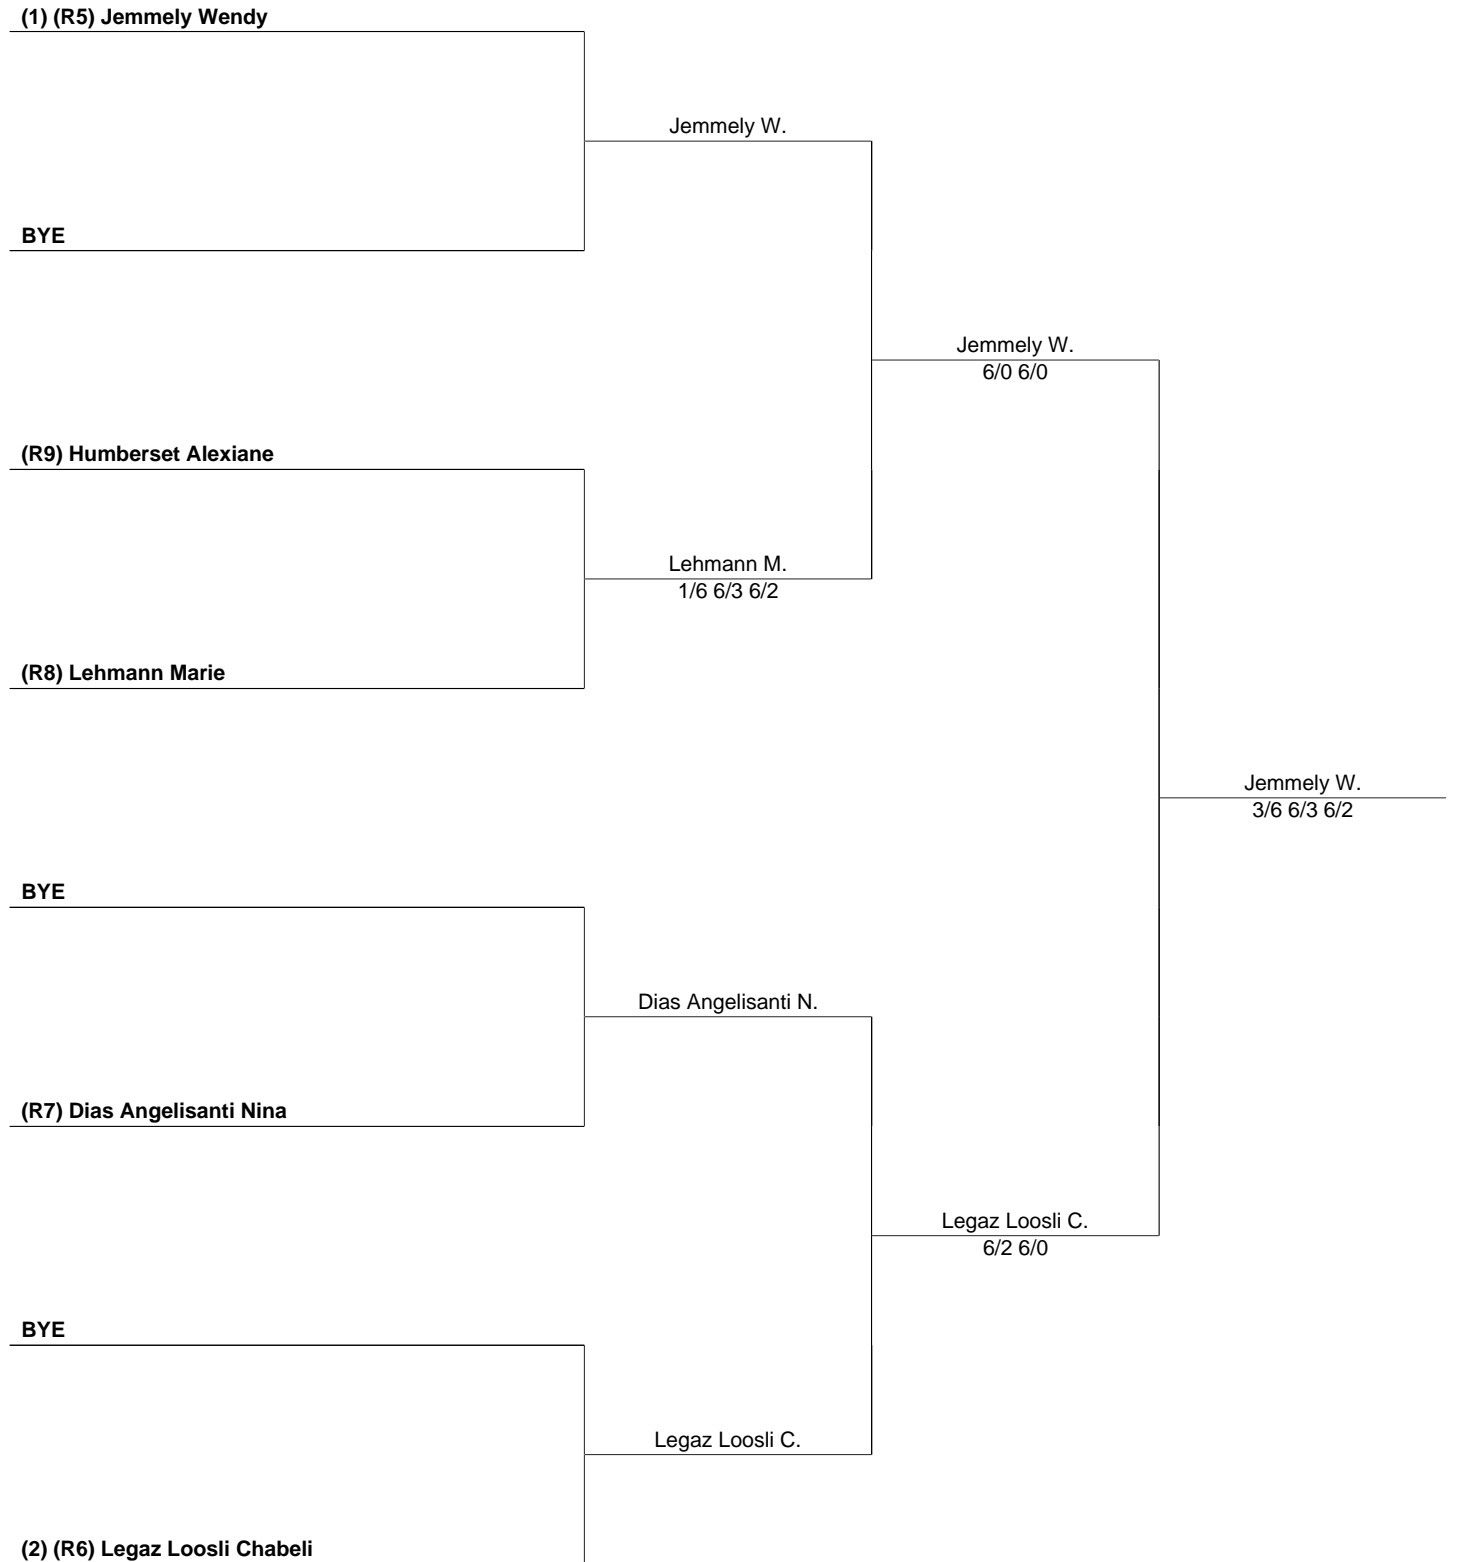 (1) (R5) Jemmely Wendy
Jemmely W.
BYE
Jemmely W.
6/0 6/0
(R9) Humberset Alexiane
Lehmann M.
1/6 6/3 6/2
(R8) Lehmann Marie
Jemmely W.
3/6 6/3 6/2
BYE
Dias Angelisanti N.
(R7) Dias Angelisanti Nina
Legaz Loosli C.
6/2 6/0
BYE
Legaz Loosli C.
(2) (R6) Legaz Loosli Chabeli